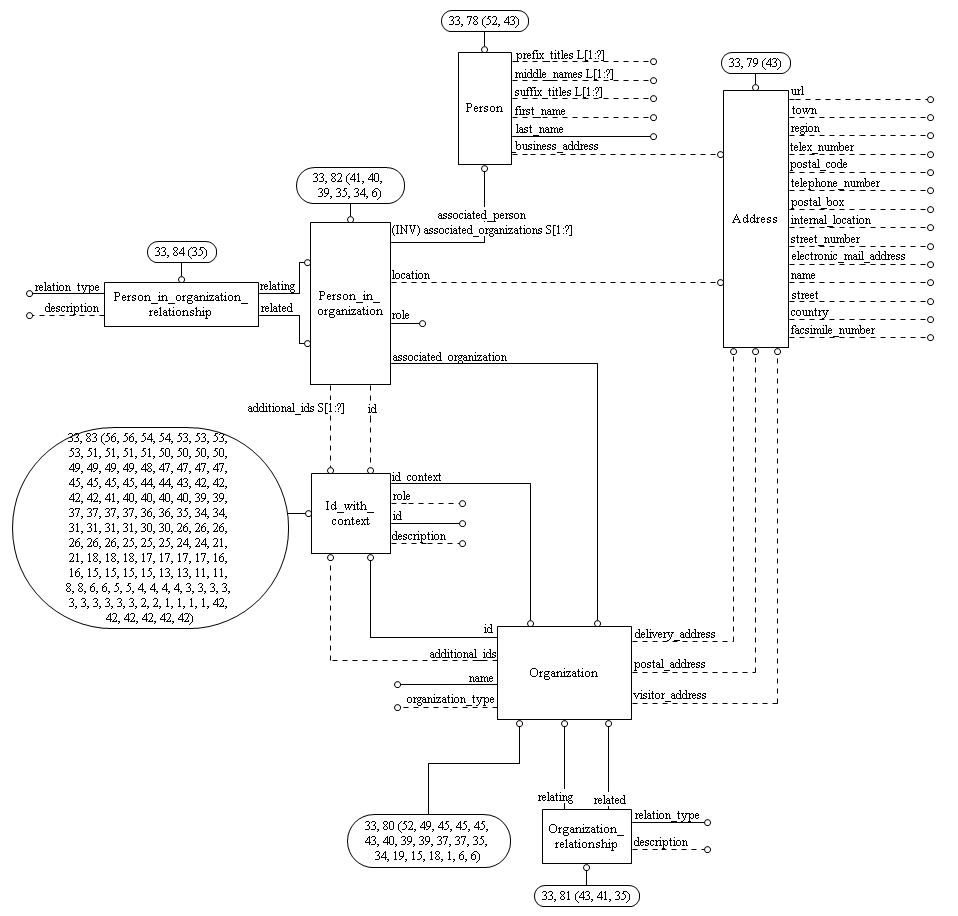 33, 78 (52, 43)
Person
prefix_titles L[1:?]
middle_names L[1:?]
suffix_titles L[1:?]
first_name
last_name
business_address
33, 79 (43)
Address
url
town
region
telex_number
postal_code
telephone_number
postal_box
internal_location
street_number
electronic_mail_address
name
street
country
facsimile_number
33, 82 (41, 40,
39, 35, 34, 6)
associated_person
(INV) associated_organizations S[1:?]
Person_in_
organization
location
role
associated_organization
33, 84 (35)
relation_type
description
Person_in_organization_
relationship
relating
related
additional_ids S[1:?]
id
33, 83 (56, 56, 54, 54, 53, 53, 53,
53, 51, 51, 51, 51, 50, 50, 50, 50,
49, 49, 49, 49, 48, 47, 47, 47, 47,
45, 45, 45, 45, 44, 44, 43, 42, 42,
42, 42, 41, 40, 40, 40, 40, 39, 39,
37, 37, 37, 37, 36, 36, 35, 34, 34,
31, 31, 31, 31, 30, 30, 26, 26, 26,
26, 26, 26, 25, 25, 25, 24, 24, 21,
21, 18, 18, 18, 17, 17, 17, 17, 16,
16, 15, 15, 15, 15, 13, 13, 11, 11,
8, 8, 6, 6, 5, 5, 4, 4, 4, 4, 3, 3, 3, 3,
3, 3, 3, 3, 3, 3, 2, 2, 1, 1, 1, 1, 42,
42, 42, 42, 42, 42)
Id_with_
context
id_context
role
id
description
id
additional_ids
name
organization_type
Organization
delivery_address
postal_address
visitor_address
33, 80 (52, 49, 45, 45, 45,
43, 40, 39, 39, 37, 37, 35,
34, 19, 15, 18, 1, 6, 6)
relating
related
Organization_
relationship
relation_type
description
33, 81 (43, 41, 35)